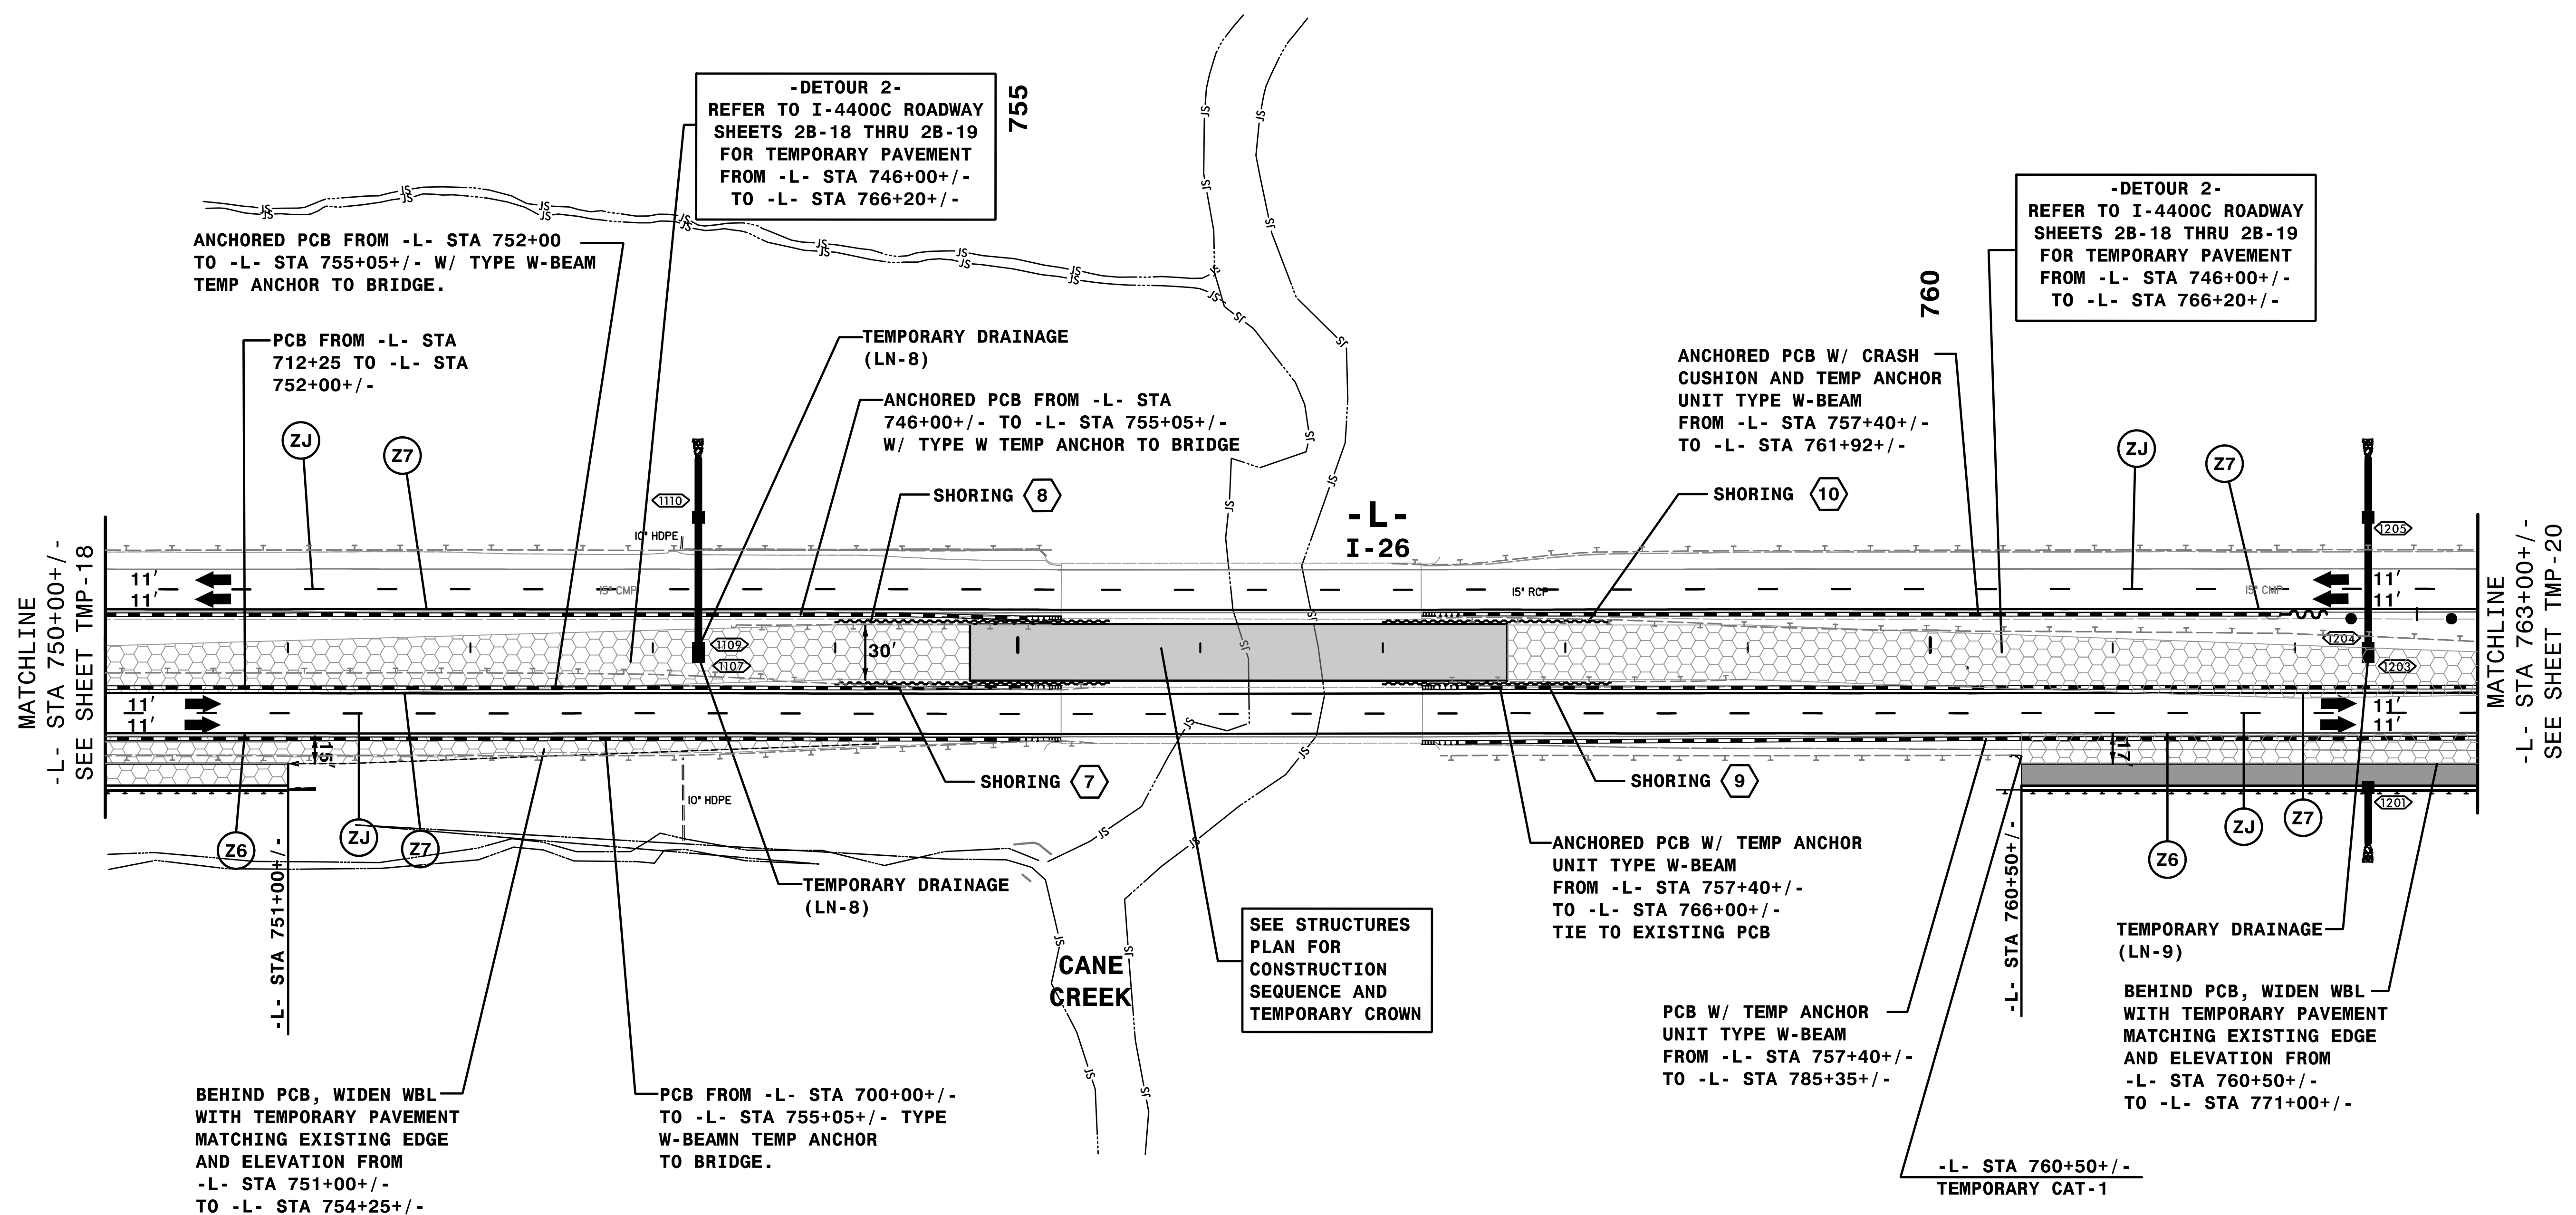 -DETOUR 2-
REFER TO I-4400C ROADWAY
SHEETS 2B-18 THRU 2B-19
FOR TEMPORARY PAVEMENT
FROM -L- STA 746+00+/-
TO -L- STA 766+20+/-
755
-DETOUR 2-
REFER TO I-4400C ROADWAY
SHEETS 2B-18 THRU 2B-19
FOR TEMPORARY PAVEMENT
FROM -L- STA 746+00+/-
TO -L- STA 766+20+/-
760
ANCHORED PCB FROM -L- STA 752+00
TO -L- STA 755+05+/- W/ TYPE W-BEAM
TEMP ANCHOR TO BRIDGE.
PCB FROM -L- STA
712+25 TO -L- STA
752+00+/-
TEMPORARY DRAINAGE
(LN-8)
ANCHORED PCB FROM -L- STA
746+00+/- TO -L- STA 755+05+/-
W/ TYPE W TEMP ANCHOR TO BRIDGE
ANCHORED PCB W/ CRASH
CUSHION AND TEMP ANCHOR
UNIT TYPE W-BEAM
FROM -L- STA 757+40+/-
TO -L- STA 761+92+/-
ZJ
Z7
ZJ
Z7
SHORING 8
SHORING 10
1110
10" HDPE
-L-
I-26
1205
MATCHLINE
-L- STA 750+00+/-
SEE SHEET TMP-18
MATCHLINE
-L- STA 763+00+/-
SEE SHEET TMP-20
11'
11'
15" CMP
15" RCP
15" CMP
11'
11'
1109
1107
30'
1204
1203
11'
11'
11'
11'
15'
17'
SHORING 7
SHORING 9
10" HDPE
1201
Z6
ZJ
Z7
Z6
ZJ
Z7
-L- STA 751+00+/-
-L- STA 760+50+/-
TEMPORARY DRAINAGE
(LN-8)
ANCHORED PCB W/ TEMP ANCHOR
UNIT TYPE W-BEAM
FROM -L- STA 757+40+/-
TO -L- STA 766+00+/-
TIE TO EXISTING PCB
SEE STRUCTURES
PLAN FOR
CONSTRUCTION
SEQUENCE AND
TEMPORARY CROWN
CANE
CREEK
TEMPORARY DRAINAGE
(LN-9)
PCB W/ TEMP ANCHOR
UNIT TYPE W-BEAM
FROM -L- STA 757+40+/-
TO -L- STA 785+35+/-
BEHIND PCB, WIDEN WBL
WITH TEMPORARY PAVEMENT
MATCHING EXISTING EDGE
AND ELEVATION FROM
-L- STA 760+50+/-
TO -L- STA 771+00+/-
BEHIND PCB, WIDEN WBL
WITH TEMPORARY PAVEMENT
MATCHING EXISTING EDGE
AND ELEVATION FROM
-L- STA 751+00+/-
TO -L- STA 754+25+/-
PCB FROM -L- STA 700+00+/-
TO -L- STA 755+05+/- TYPE
W-BEAMN TEMP ANCHOR
TO BRIDGE.
-L- STA 760+50+/-
TEMPORARY CAT-1